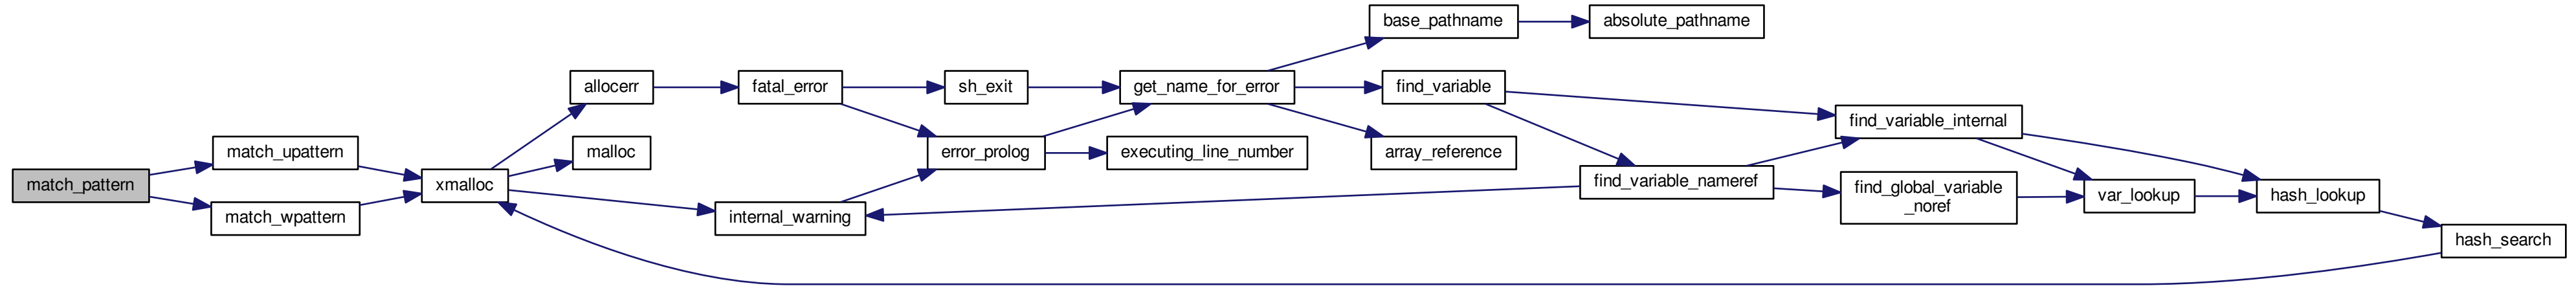 match_pattern
match_upattern
match_wpattern
xmalloc
allocerr
malloc
internal_warning
fatal_error
sh_exit
error_prolog
get_name_for_error
executing_line_number
base_pathname
absolute_pathname
find_variable
array_reference
find_variable_nameref
find_variable_internal
find_global_variable
_noref
var_lookup
hash_lookup
hash_search